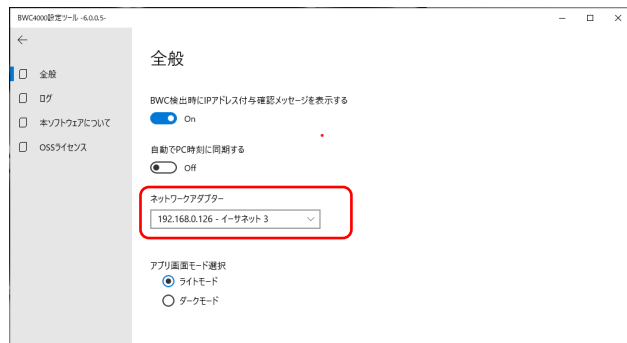 BWC4000設定ツール -6.0.0.5-
全般
全般
ログ
本ソフトウェアについて
OSSライセンス
BWC検出時にIPアドレス付与確認メッセージを表示する
On
自動でPC時刻に同期する
Off
ネットワークアダプター
192.168.0.126 - イーサネット 3
アプリ画面モード選択
ライトモード
ダークモード